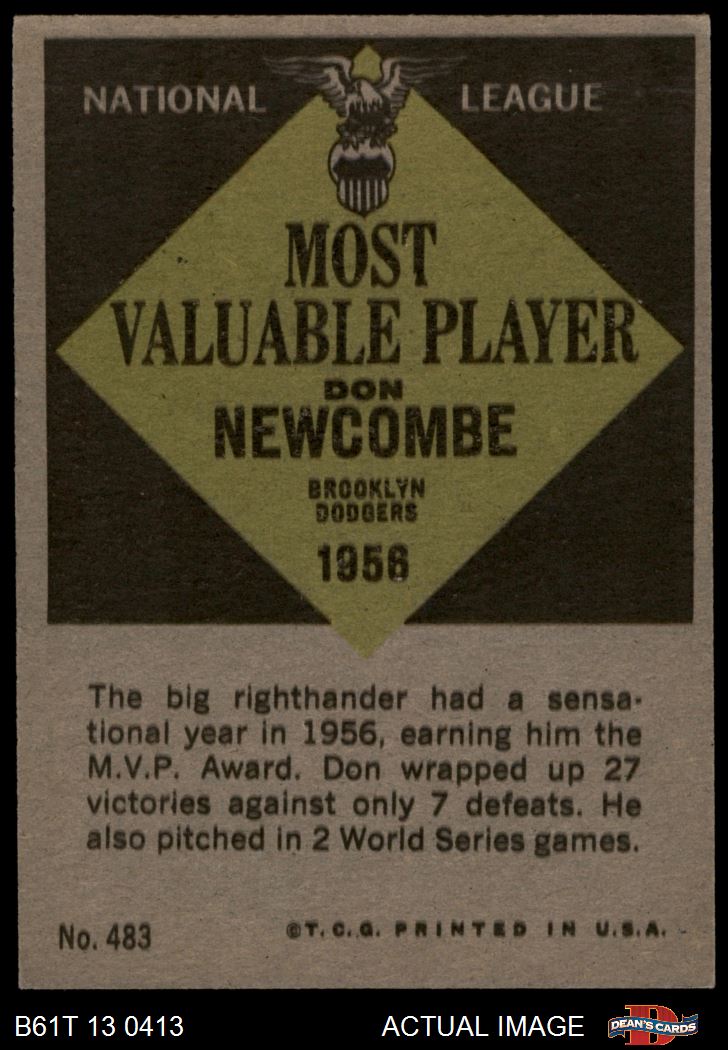 NATIONAL LEAGUE
MOST
VALUABLE PLAYER
DON
NEWCOMBE
BROOKLYN
DODGERS
1956
The big righthander had a sensa-
tional year in 1956, earning him the
M.V.P. Award. Don wrapped up 27
victories against only 7 defeats. He
also pitched in 2 World Series games.
No. 483 ©T.C.G. PRINTED IN U.S.A.
B61T 13 0413 ACTUAL IMAGE DEAN'S CARDS